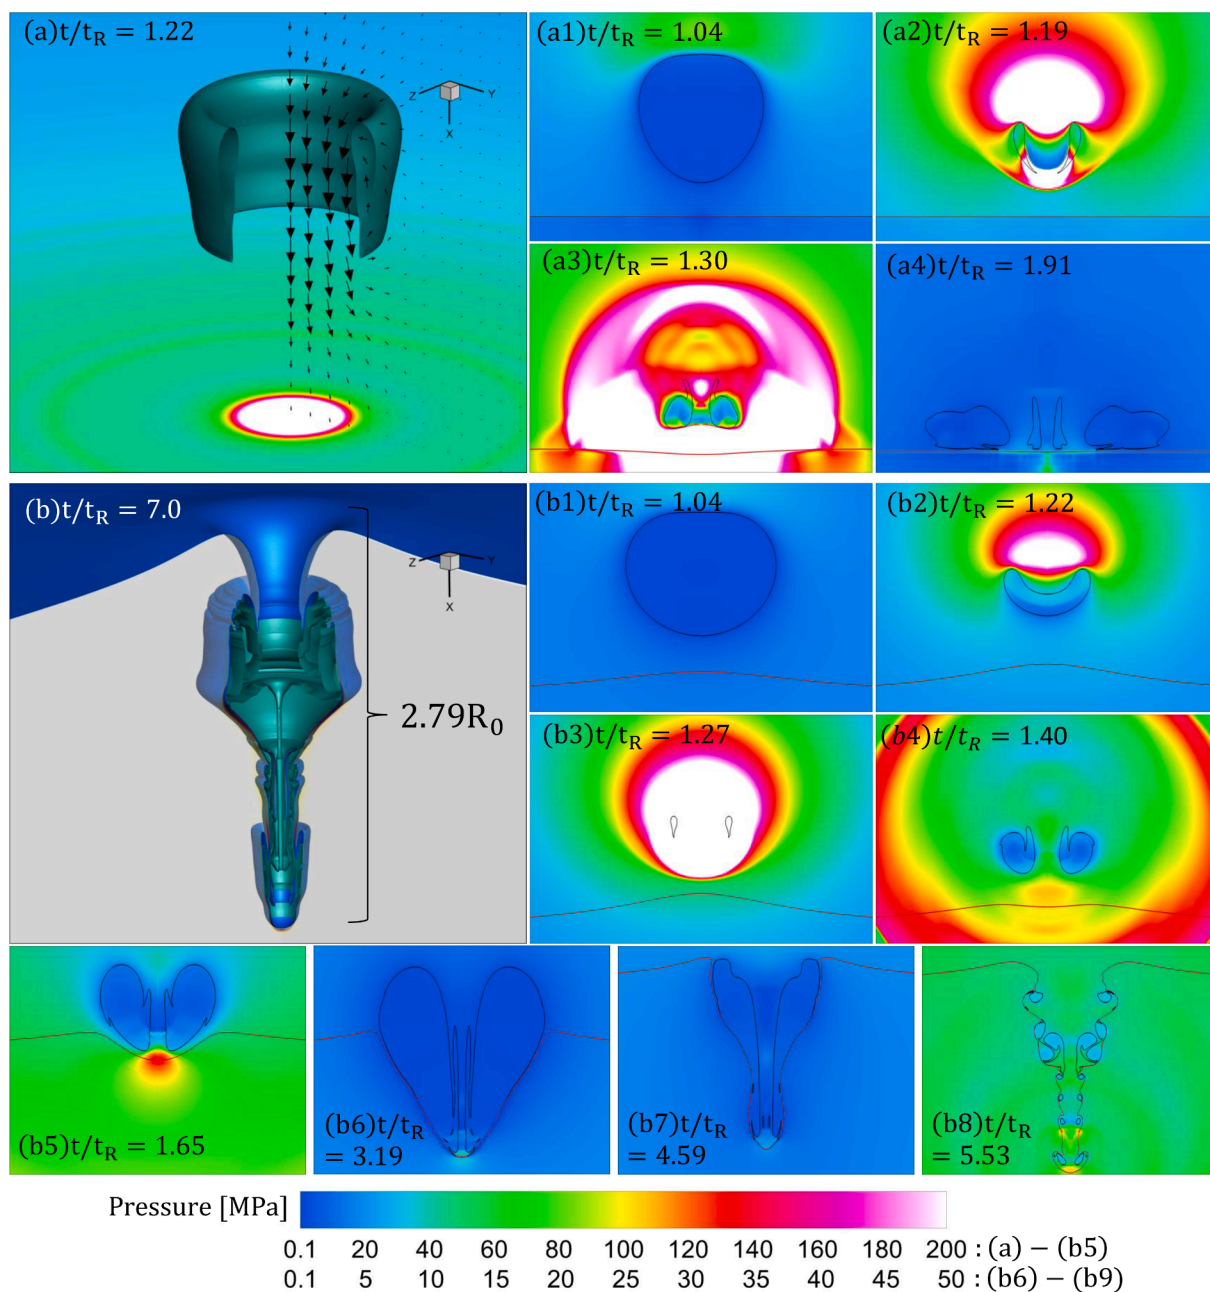 (a)t/tR = 1.22
Z Y
X
(a1)t/tR = 1.04
(a2)t/tR = 1.19
(a3)t/tR = 1.30
(a4)t/tR = 1.91
(b)t/tR = 7.0
Z Y
X
2.79R0
(b1)t/tR = 1.04
(b2)t/tR = 1.22
(b3)t/tR = 1.27
(b4)t/tR = 1.40
(b5)t/tR = 1.65
(b6)t/tR
= 3.19
(b7)t/tR
= 4.59
(b8)t/tR
= 5.53
Pressure [MPa]
0.1 20 40 60 80 100 120 140 160 180 200 : (a) − (b5)
0.1 5 10 15 20 25 30 35 40 45 50 : (b6) − (b9)